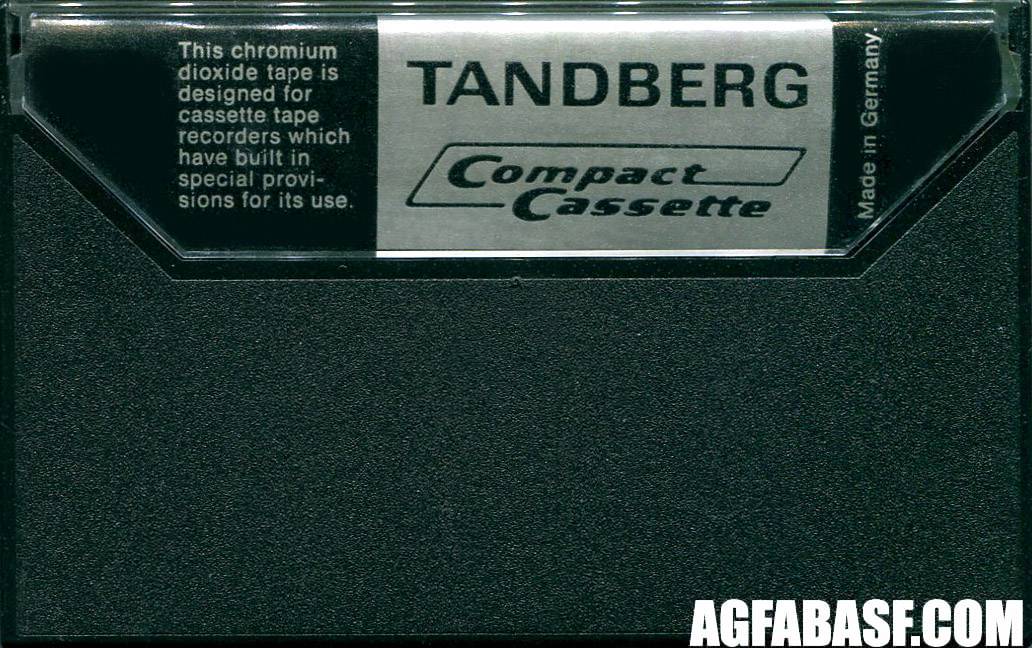 This chromium
dioxide tape is
designed for
cassette tape
recorders which
have built in
special provi-
sions for its use.
TANDBERG
Compact
Cassette
Made in Germany.
AGFABASF.COM